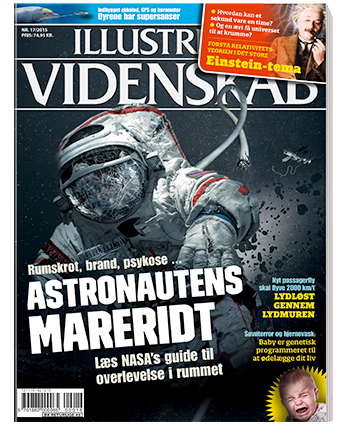 Indbygget ekkolod, GPS og barometer
Dyrene har supersanser
NR. 17/2015
PRIS: 74,95 KR.
ILLUSTR
VIDENSKAB
• Hvordan kan et
sekund vare en time?
• Og en øre få universet
til at krumme?
FORSTÅ RELATIVITETS-
TEORIEN I DET STORE
Einstein-tema
Rumskrot, brand, psykose ...
ASTRONAUTENS
MARERIDT
Læs NASA's guide til
overlevelse i rummet
Nyt passagerfly
skal flyve 2000 km/t
LYDLØST
GENNEM
LYDMUREN
Søvnterror og hjernevask:
Baby er genetisk
programmeret til
at ødelægge dit liv